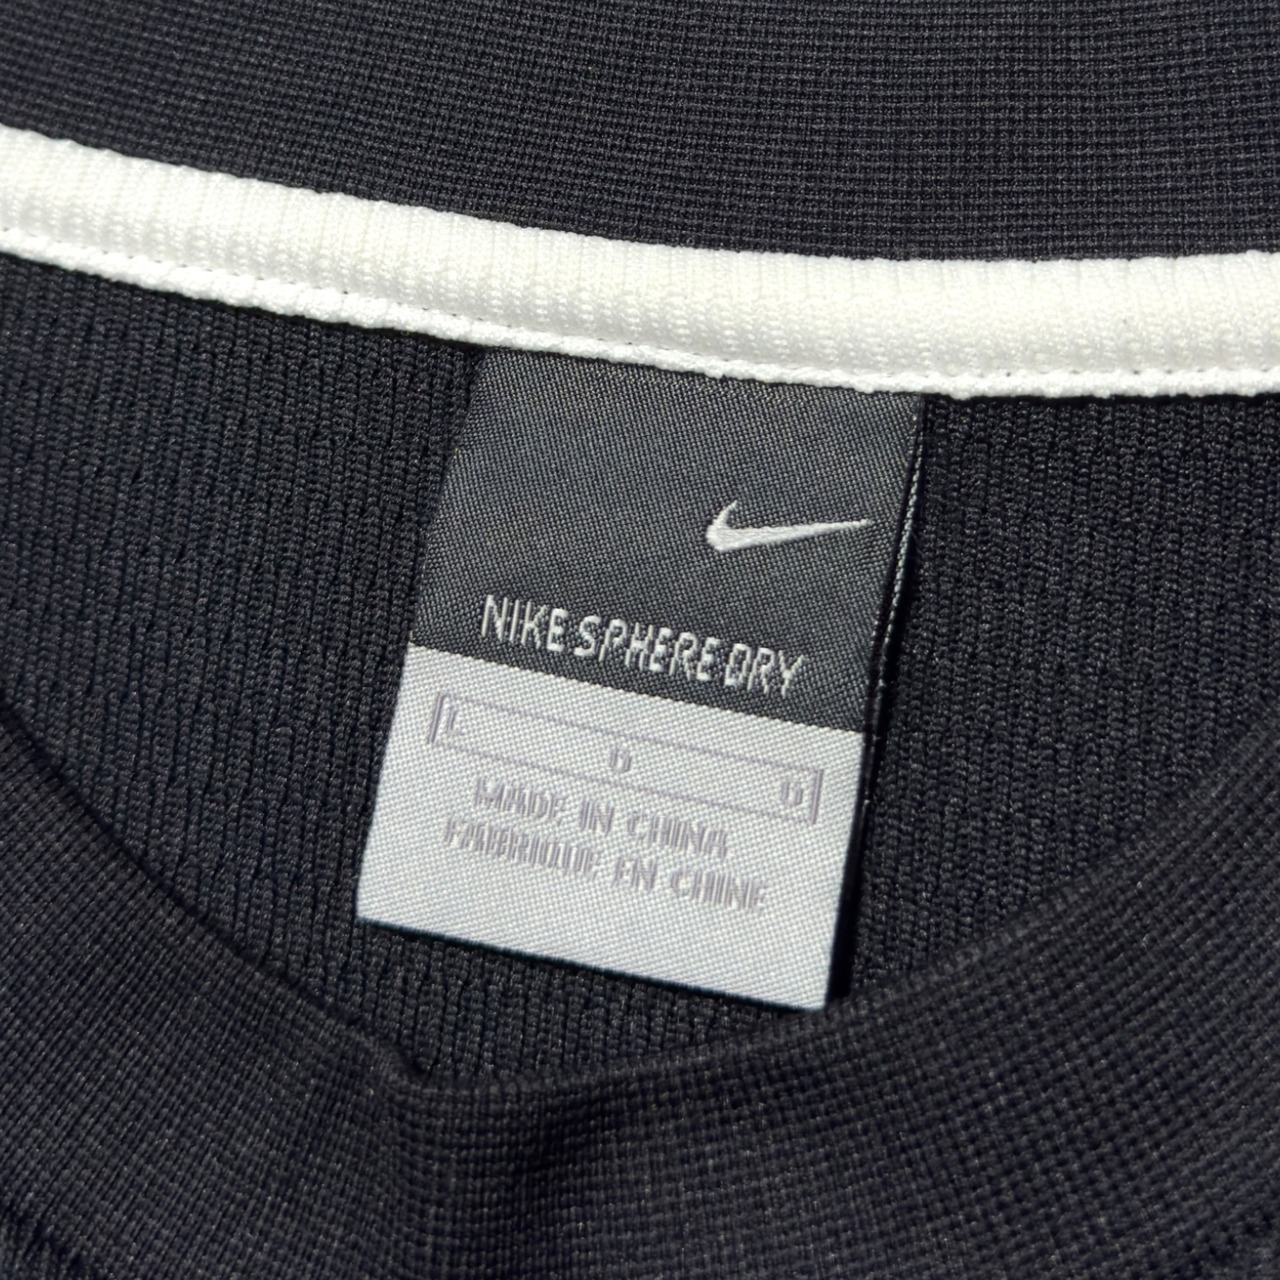 NIKE SPHERE DRY
L
D
G
MADE IN CHINA
FABRIQUE EN CHINE